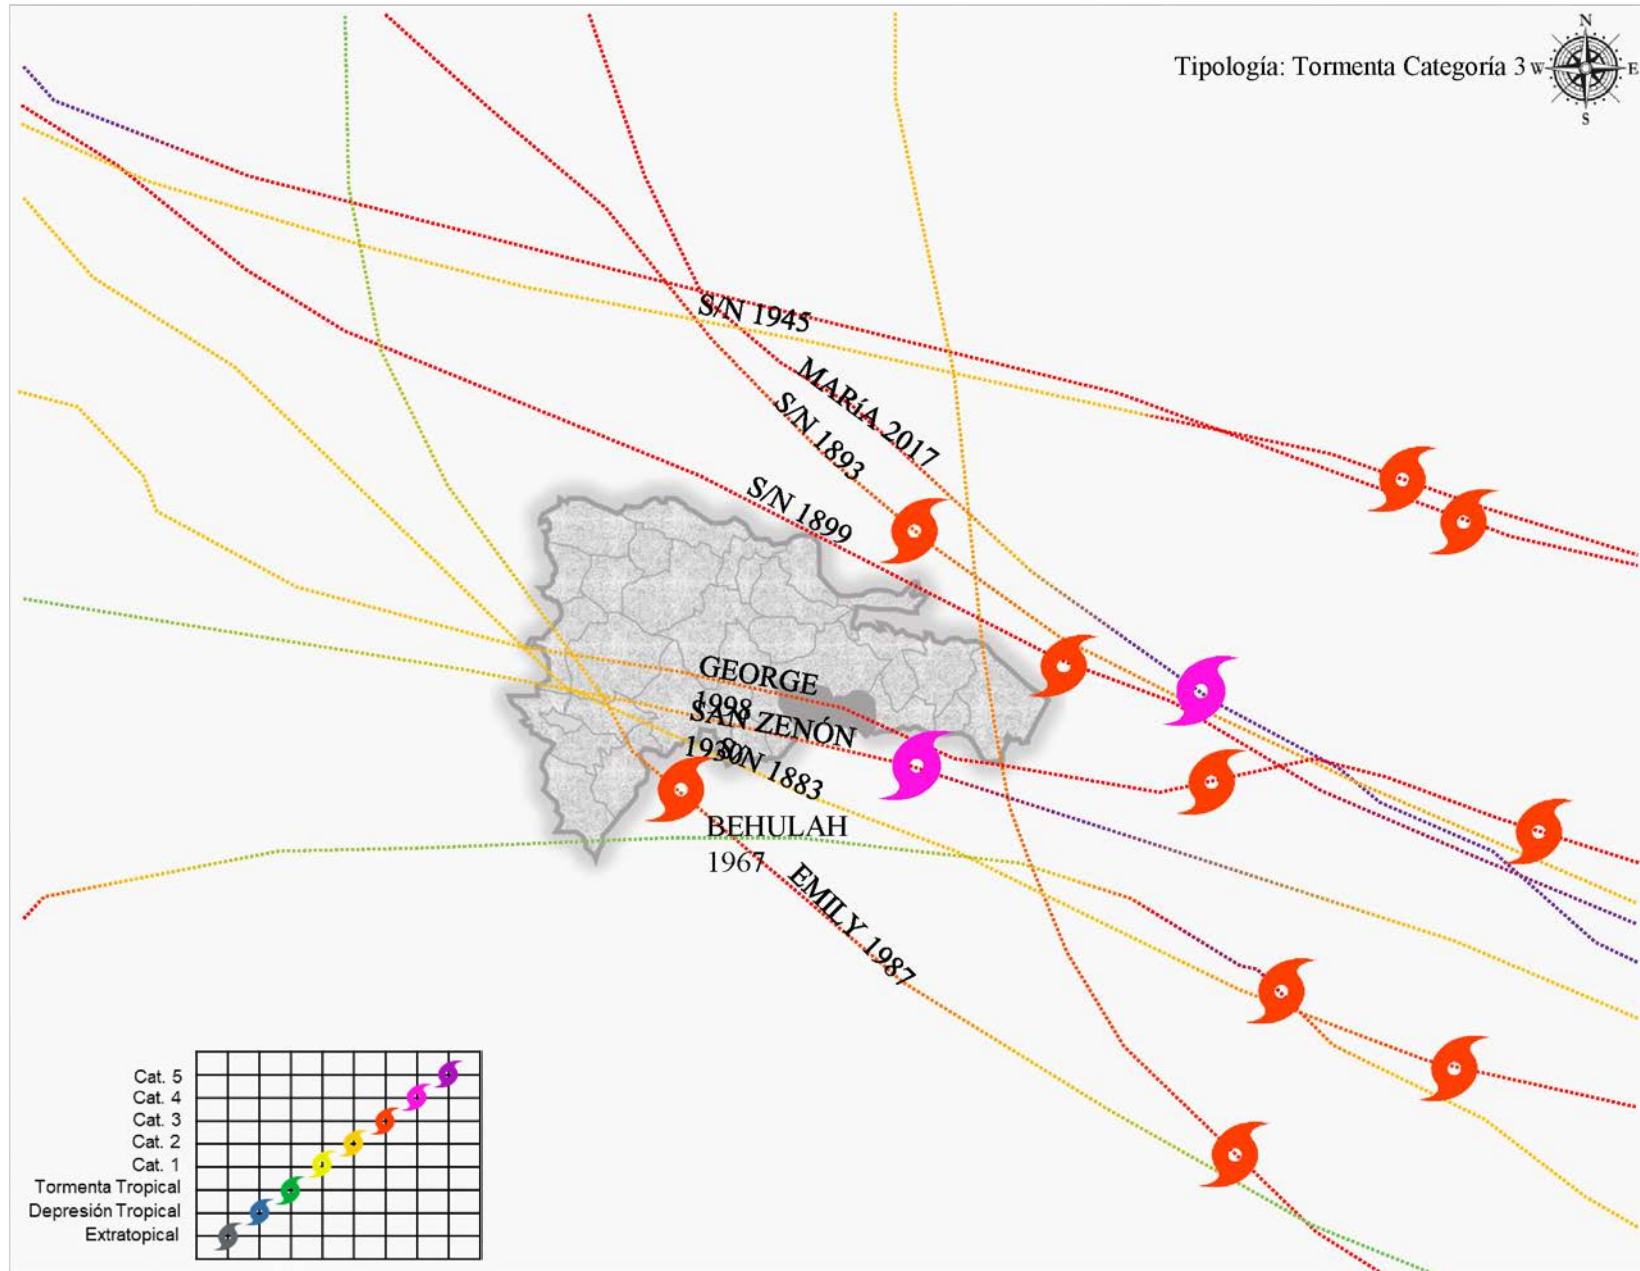 N
Tipología: Tormenta Categoría 3
W
E
S
S/N 1945
MARíA 2017
S/N 1893
S/N 1899
GEORGE
1998
SAN ZENÓN
1930
S/N 1883
BEHULAH
1967
EMILY 1987
Cat. 5
Cat. 4
Cat. 3
Cat. 2
Cat. 1
Tormenta Tropical
Depresión Tropical
Extratopical